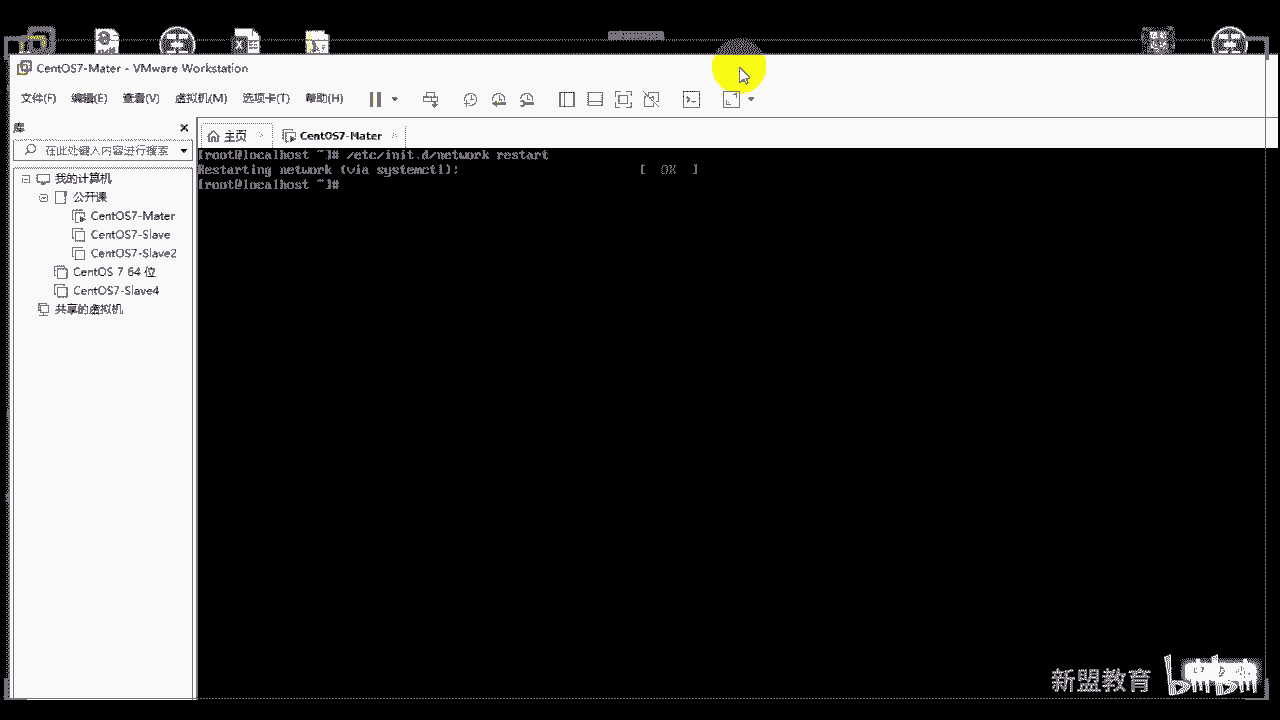 CentOS7-Mater - VMware Workstation
文件(F) 编辑(E) 查看(V) 虚拟机(M) 选项卡(T) 帮助(H)
库
在此处键入内容进行搜索
我的计算机
公开课
CentOS7-Mater
CentOS7-Slave
CentOS7-Slave2
CentOS 7 64 位
CentOS7-Slave4
共享的虚拟机
主页
CentOS7-Mater
[root@localhost ~]# /etc/init.d/network restart
Restarting network (via systemctl): [ OK ]
[root@localhost ~]#
新盟教育
bilibili